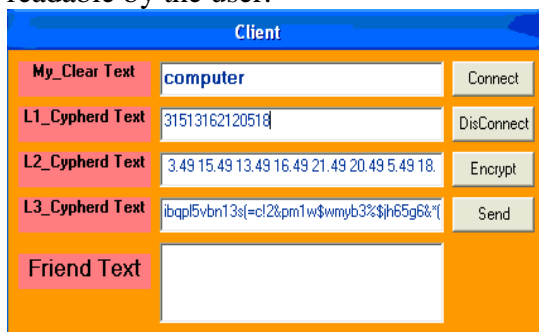 readable by the user.
Client
My_Clear Text computer Connect
L1_Cypherd Text 31513162120518 DisConnect
L2_Cypherd Text 3.49 15.49 13.49 16.49 21.49 20.49 5.49 18. Encrypt
L3_Cypherd Text ibqpl5vbn13s(=c!2&pm1w$wmyb3%$jh65g6&*( Send
Friend Text